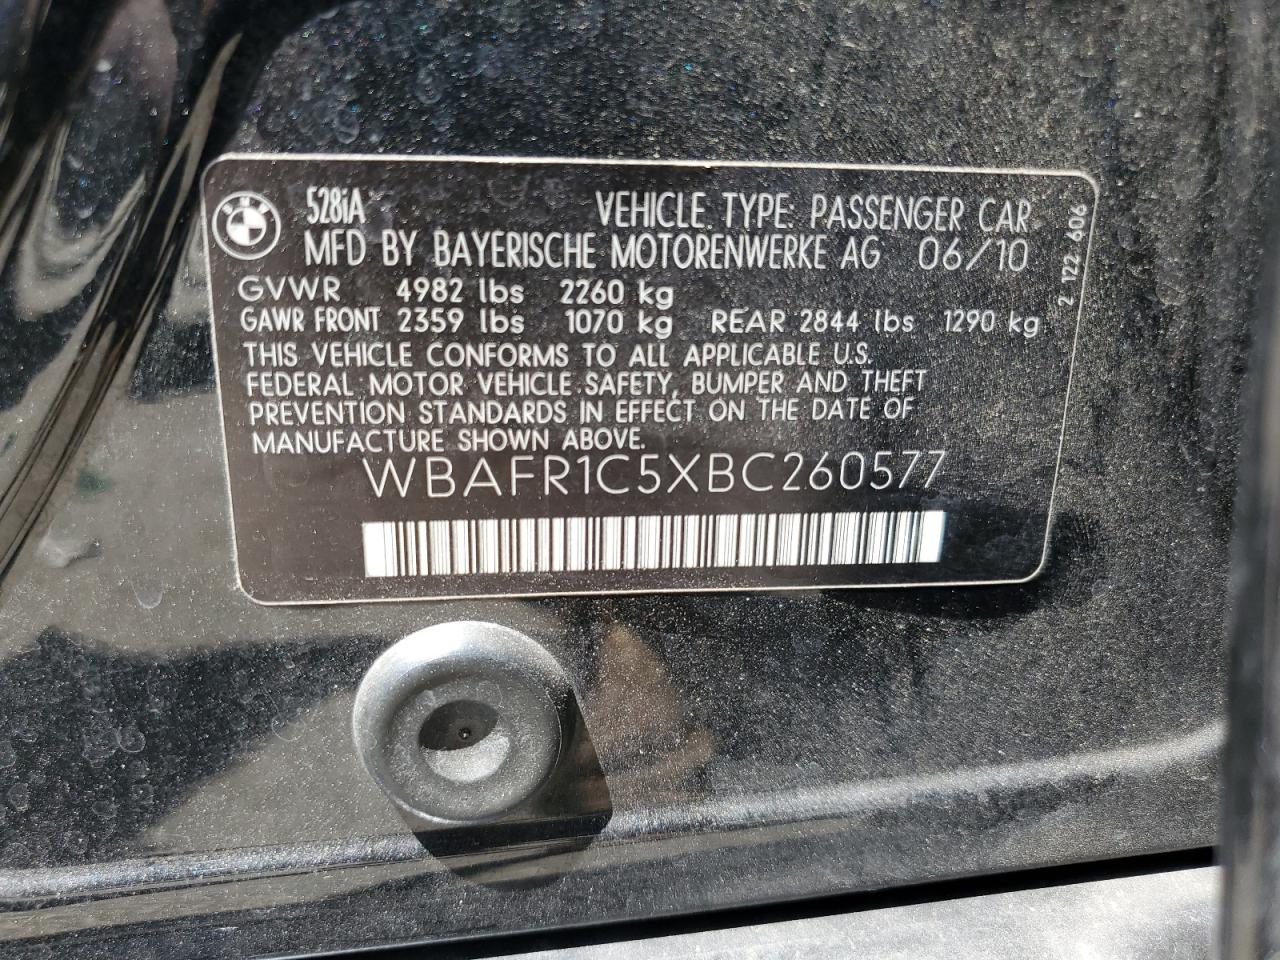 528iA VEHICLE TYPE: PASSENGER CAR
MFD BY BAYERISCHE MOTORENWERKE AG 06/10
GVWR 4982 lbs 2260 kg
GAWR FRONT 2359 lbs 1070 kg REAR 2844 lbs 1290 kg
THIS VEHICLE CONFORMS TO ALL APPLICABLE U.S.
FEDERAL MOTOR VEHICLE SAFETY, BUMPER AND THEFT
PREVENTION STANDARDS IN EFFECT ON THE DATE OF
MANUFACTURE SHOWN ABOVE.
WBAFR1C5XBC260577
2 122 606
BMW